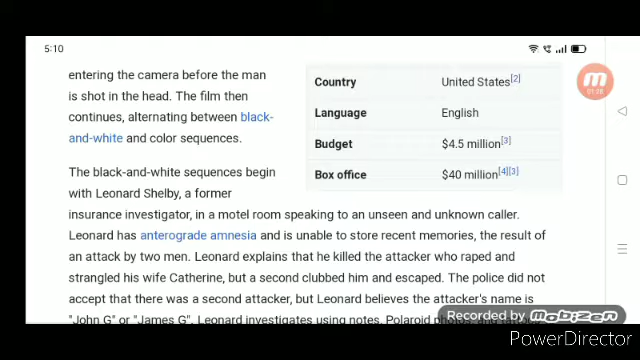 5:10
entering the camera before the man
is shot in the head. The film then
continues, alternating between black-
and-white and color sequences.
Country United States[2]
Language English
Budget $4.5 million[3]
Box office $40 million[4][3]
The black-and-white sequences begin
with Leonard Shelby, a former
insurance investigator, in a motel room speaking to an unseen and unknown caller.
Leonard has anterograde amnesia and is unable to store recent memories, the result of
an attack by two men. Leonard explains that he killed the attacker who raped and
strangled his wife Catherine, but a second clubbed him and escaped. The police did not
accept that there was a second attacker, but Leonard believes the attacker's name is
"John G" or "James G". Leonard investigates using notes, Polaroid photos, and
Recorded by Mobizen
PowerDirector